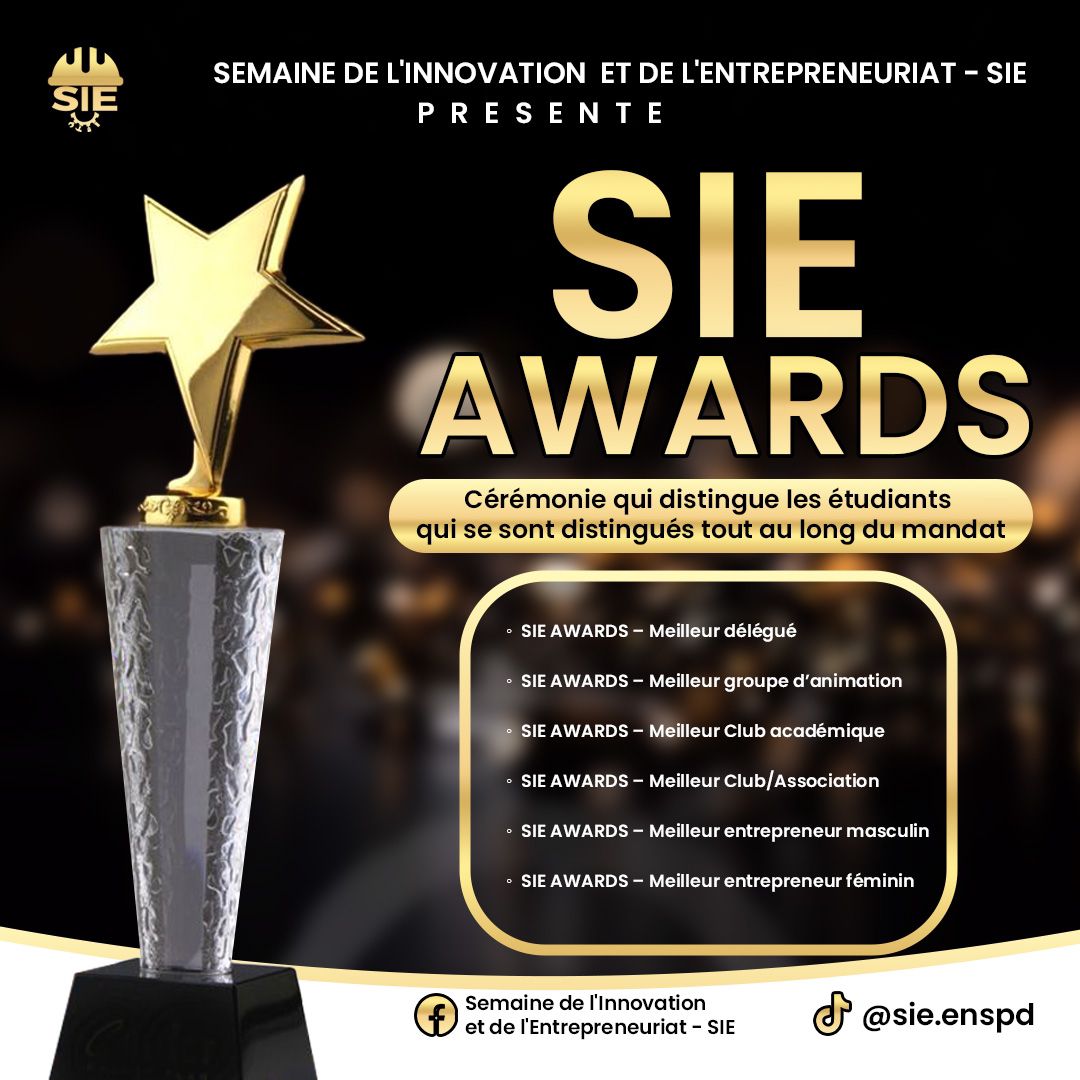 SIE
SEMAINE DE L'INNOVATION ET DE L'ENTREPRENEURIAT - SIE
PRESENTE
SIE
AWARDS
Cérémonie qui distingue les étudiants
qui se sont distingués tout au long du mandat
◦ SIE AWARDS – Meilleur délégué
◦ SIE AWARDS – Meilleur groupe d’animation
◦ SIE AWARDS – Meilleur Club académique
◦ SIE AWARDS – Meilleur Club/Association
◦ SIE AWARDS – Meilleur entrepreneur masculin
◦ SIE AWARDS – Meilleur entrepreneur féminin
Semaine de l'Innovation
et de l'Entrepreneuriat - SIE
@sie.enspd